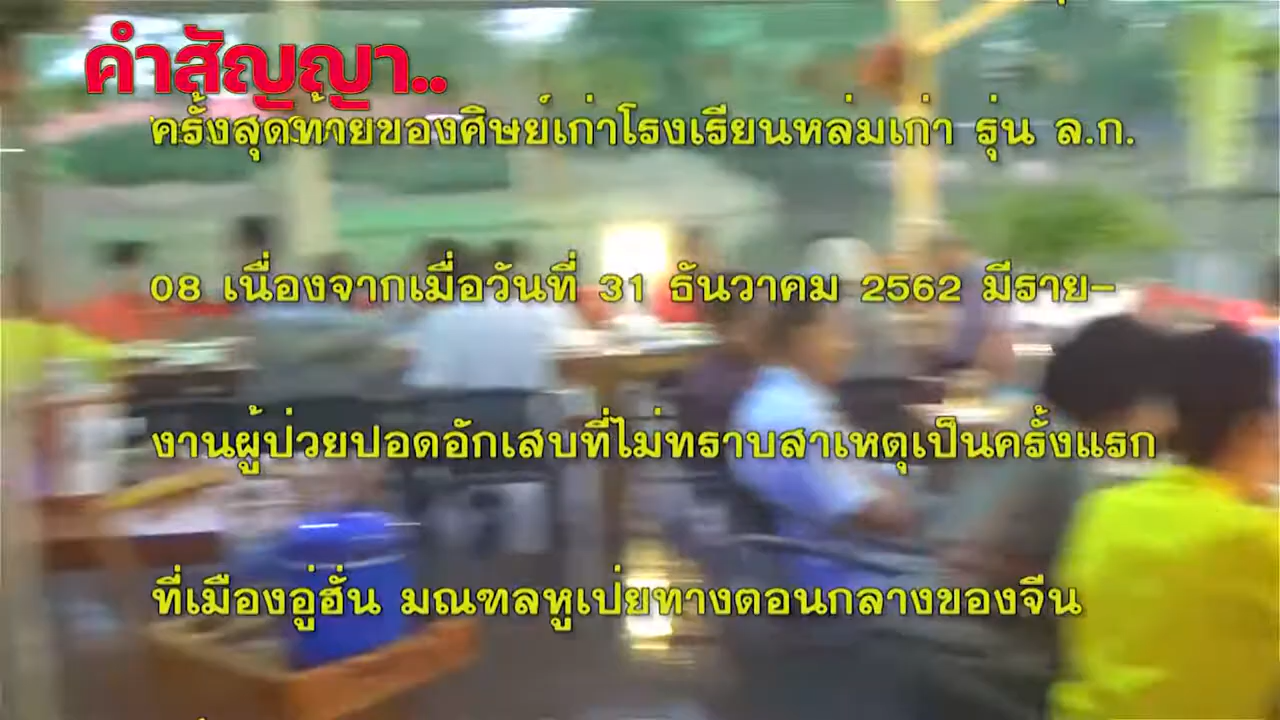 คำสัญญา..
ครั้งสุดท้ายของศิษย์เก่าโรงเรียนหล่มเก่า รุ่น ล.ก.
08 เนื่องจากเมื่อวันที่ 31 ธันวาคม 2562 มีราย-
งานผู้ป่วยปอดอักเสบที่ไม่ทราบสาเหตุเป็นครั้งแรก
ที่เมืองอู่ฮั่น มณฑลหูเป่ยทางตอนกลางของจีน